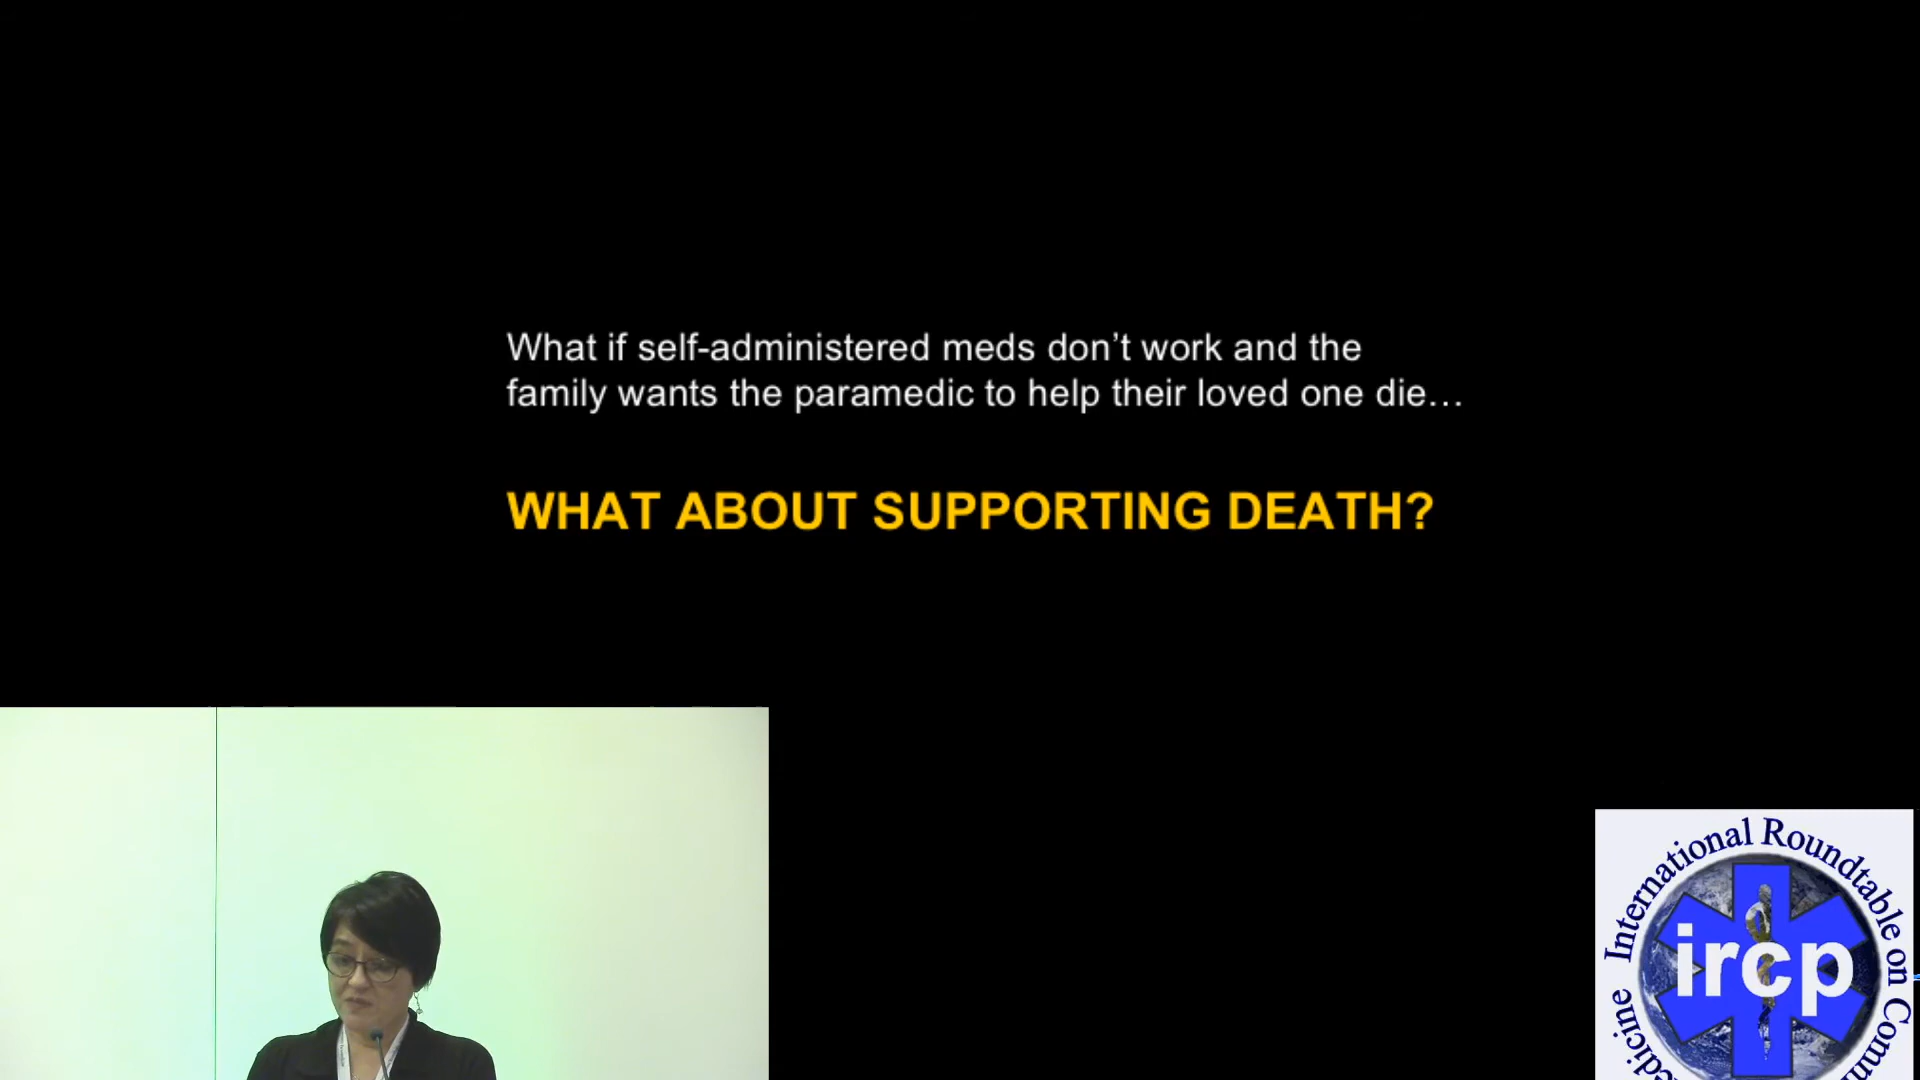 What if self-administered meds don’t work and the
family wants the paramedic to help their loved one die…
WHAT ABOUT SUPPORTING DEATH?
International Roundtable on Comm
edicine
ircp